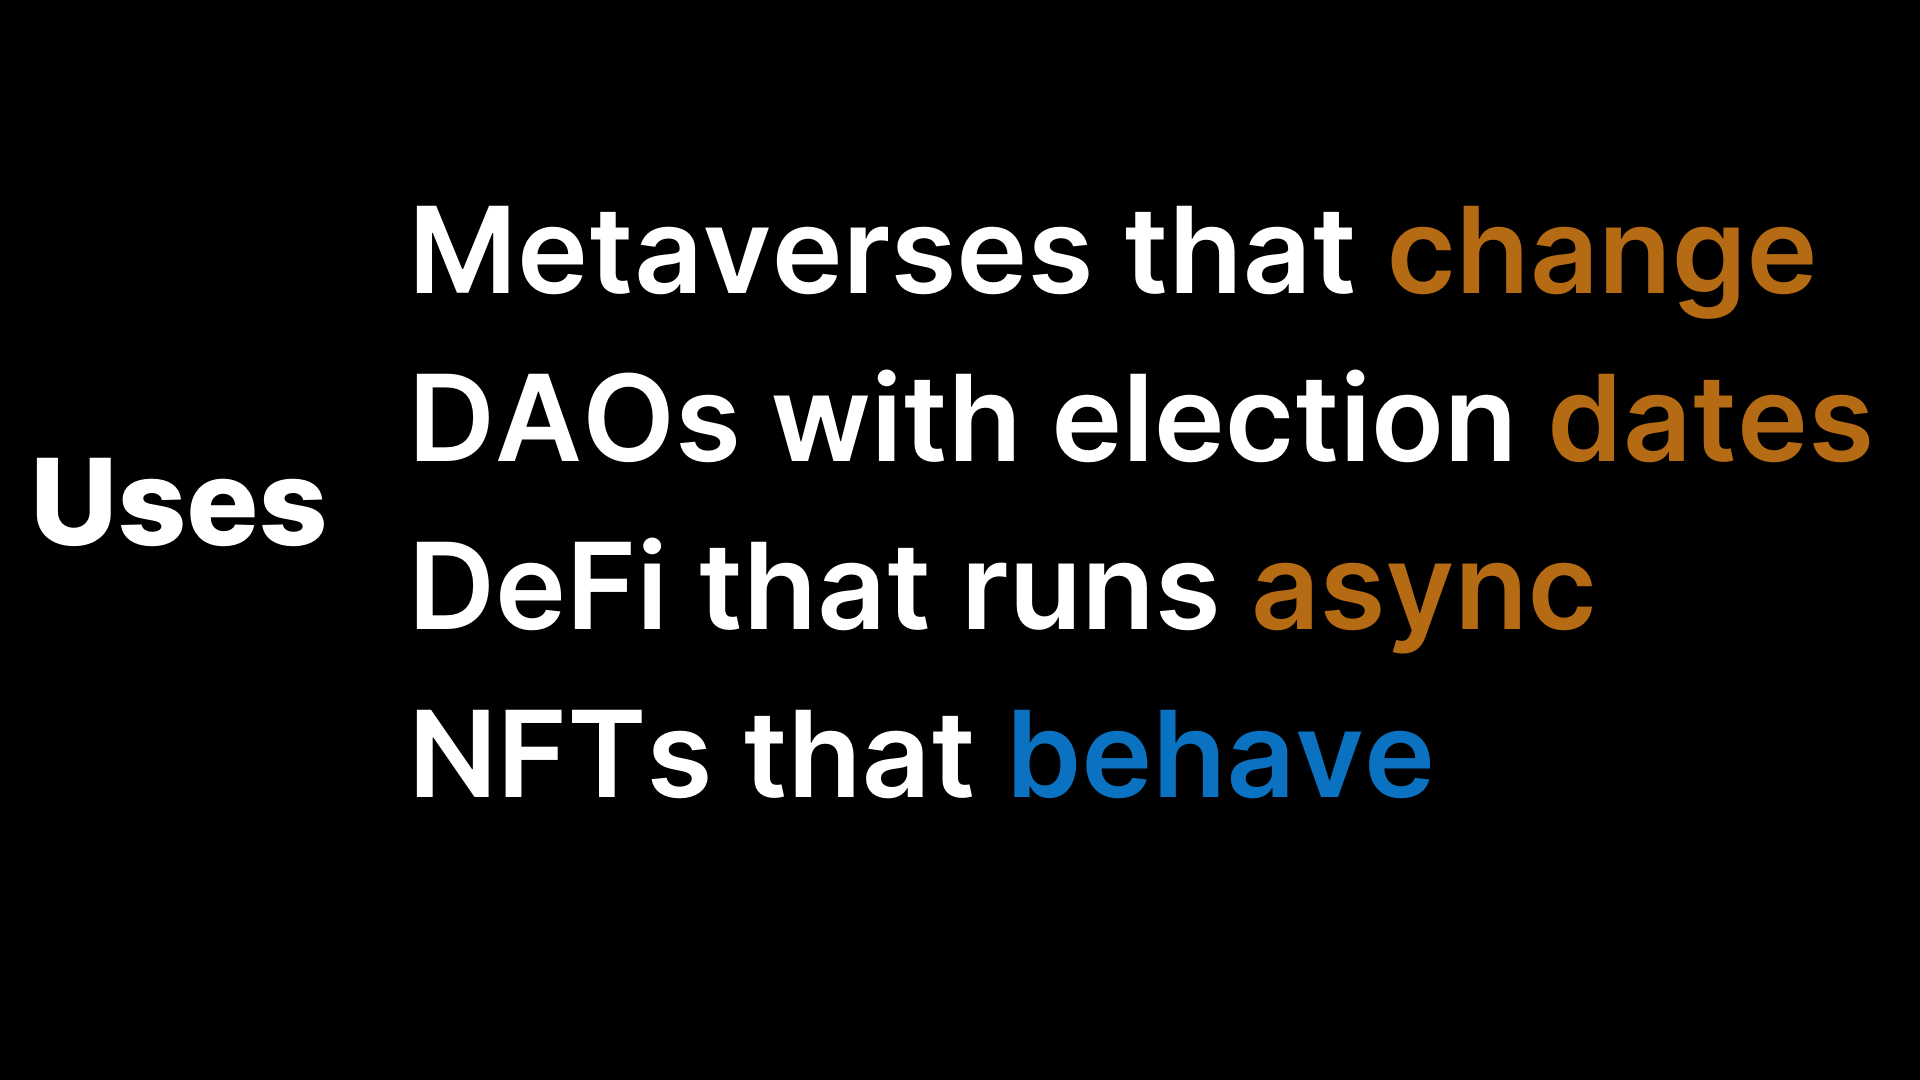 Uses
Metaverses that change
DAOs with election dates
DeFi that runs async
NFTs that behave